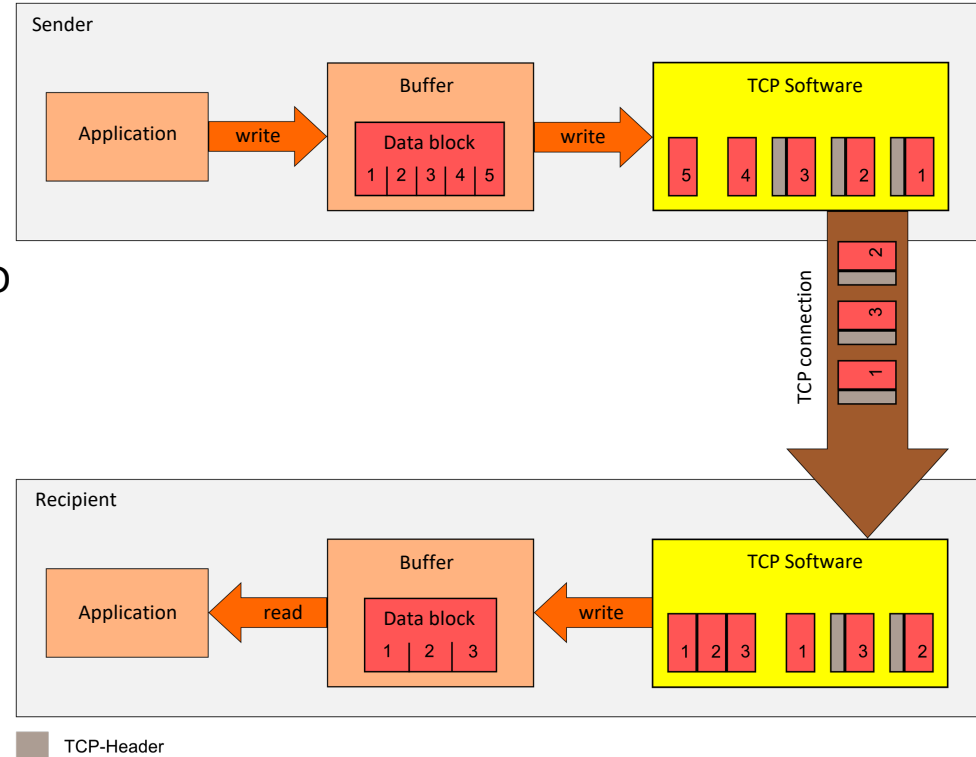 Sender
Application
write
Buffer
Data block
1 2 3 4 5
write
TCP Software
5 4 3 2 1
TCP connection
2
3
1
Recipient
Application
read
Buffer
Data block
1 2 3
write
TCP Software
1 2 3 1 3 2
TCP-Header